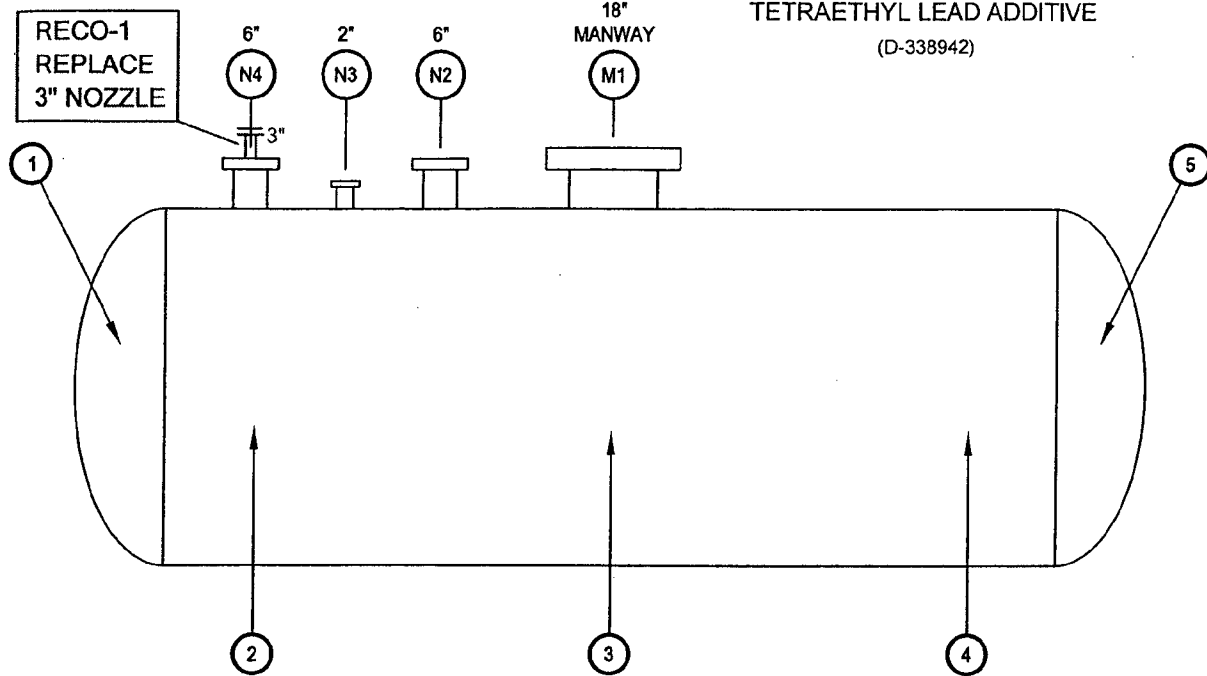 TETRAETHYL LEAD ADDITIVE
(D-338942)
RECO-1
REPLACE
3" NOZZLE
6"
N4
2"
N3
6"
N2
18"
MANWAY
M1
3"
1
5
2
3
4